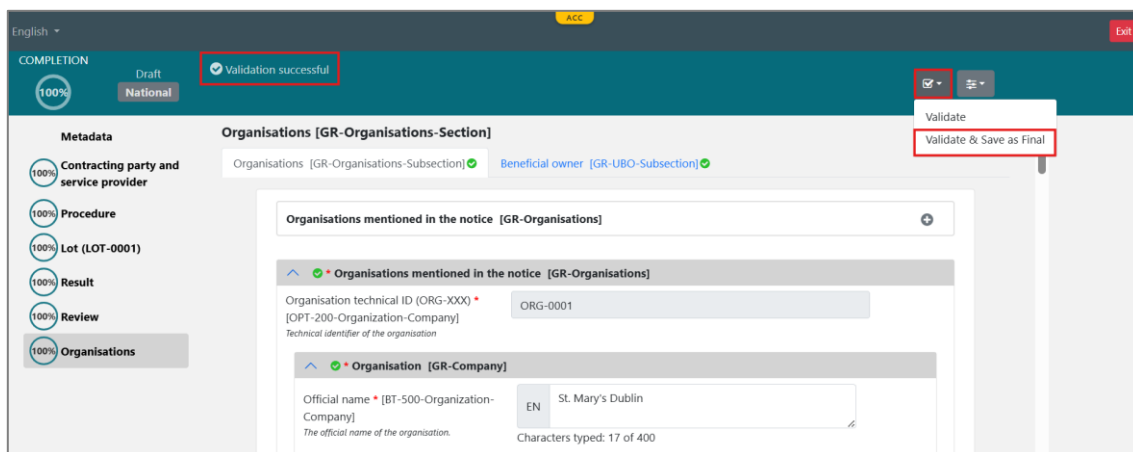 ACC
English
Exit
COMPLETION
100%
Draft
National
Validation successful
Validate
Validate & Save as Final
Metadata
100% Contracting party and
service provider
100% Procedure
100% Lot (LOT-0001)
100% Result
100% Review
100% Organisations
Organisations [GR-Organisations-Section]
Organisations [GR-Organisations-Subsection]
Beneficial owner [GR-UBO-Subsection]
Organisations mentioned in the notice [GR-Organisations]
* Organisations mentioned in the notice [GR-Organisations]
Organisation technical ID (ORG-XXX) *
[OPT-200-Organization-Company]
Technical identifier of the organisation
ORG-0001
* Organisation [GR-Company]
Official name * [BT-500-Organization-
Company]
The official name of the organisation.
EN
St. Mary's Dublin
Characters typed: 17 of 400